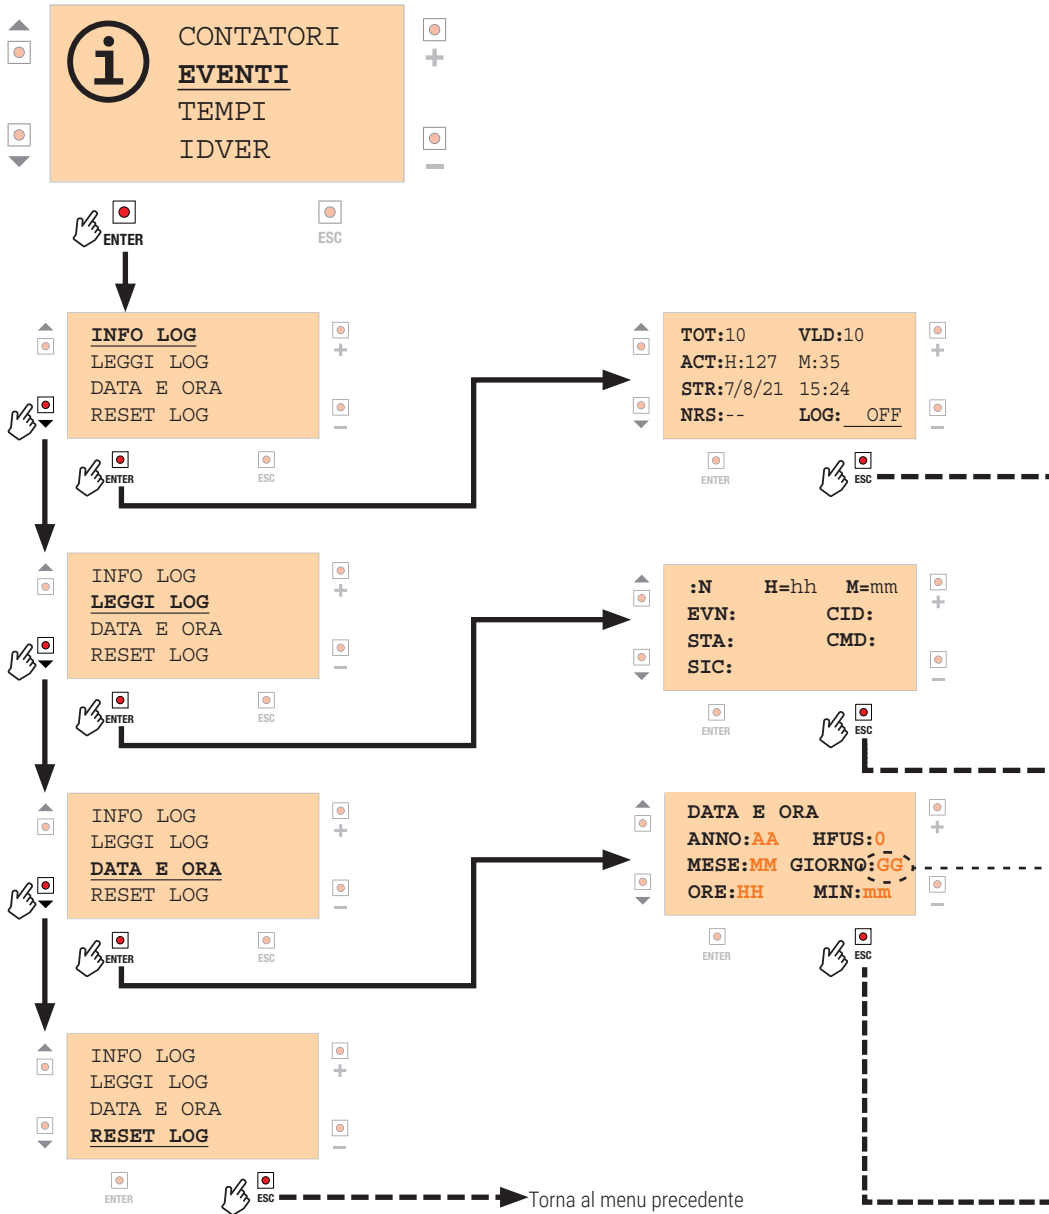 CONTATORI
EVENTI
TEMPI
IDVER
ENTER
ESC
INFO LOG
LEGGI LOG
DATA E ORA
RESET LOG
ENTER
ESC
TOT:10 VLD:10
ACT:H:127 M:35
STR:7/8/21 15:24
NRS:-- LOG: OFF
ENTER
ESC
INFO LOG
LEGGI LOG
DATA E ORA
RESET LOG
ENTER
ESC
:N H=hh M=mm
EVN: CID:
STA: CMD:
SIC:
ENTER
ESC
INFO LOG
LEGGI LOG
DATA E ORA
RESET LOG
ENTER
ESC
DATA E ORA
ANNO:AA HFUS:0
MESE:MM GIORNO:GG
ORE:HH MIN:mm
ENTER
ESC
INFO LOG
LEGGI LOG
DATA E ORA
RESET LOG
ENTER
ESC
Torna al menu precedente